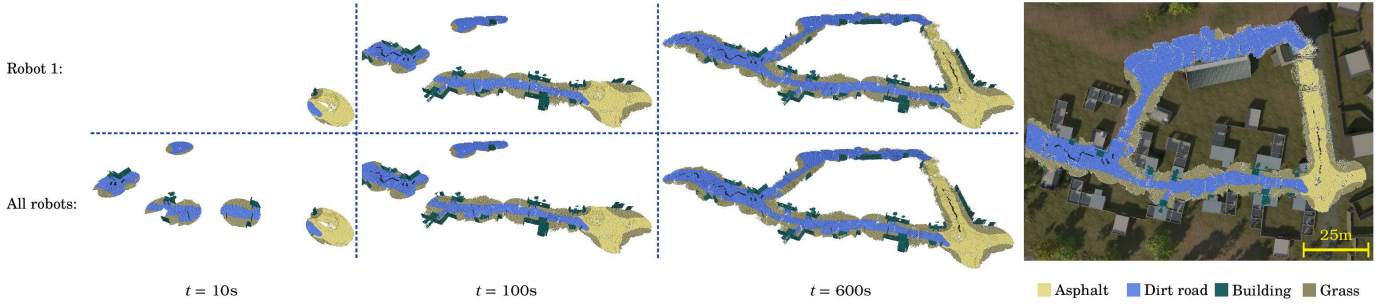 Robot 1:
All robots:
t = 10s
t = 100s
t = 600s
25m
Asphalt
Dirt road
Building
Grass